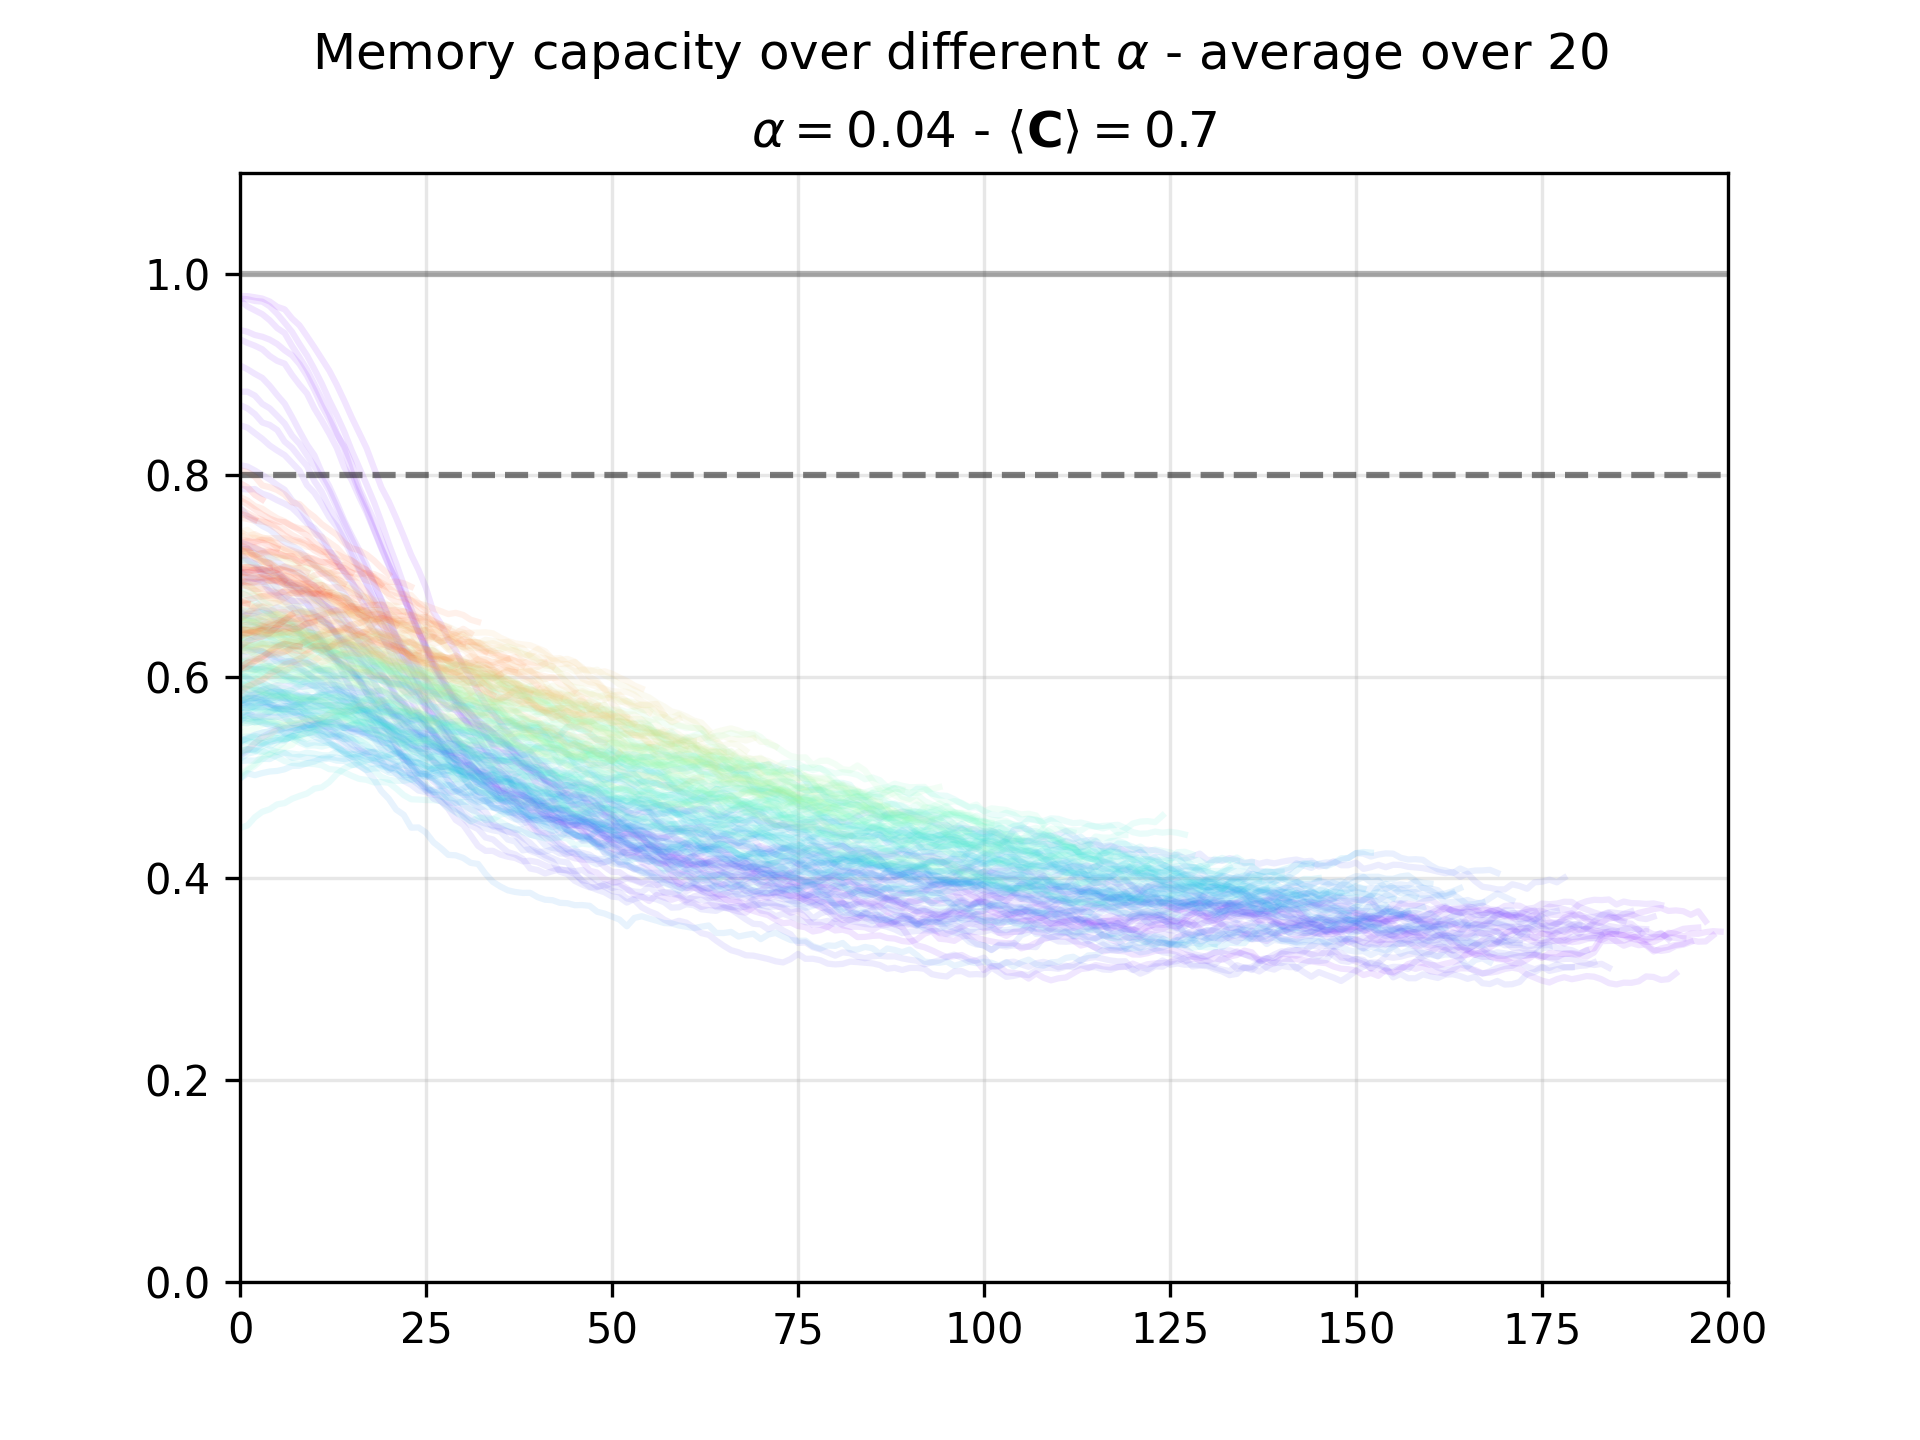 Memory capacity over different α - average over 20
α = 0.04 - ⟨C⟩ = 0.7
1.0
0.8
0.6
0.4
0.2
0.0
0 25 50 75 100 125 150 175 200